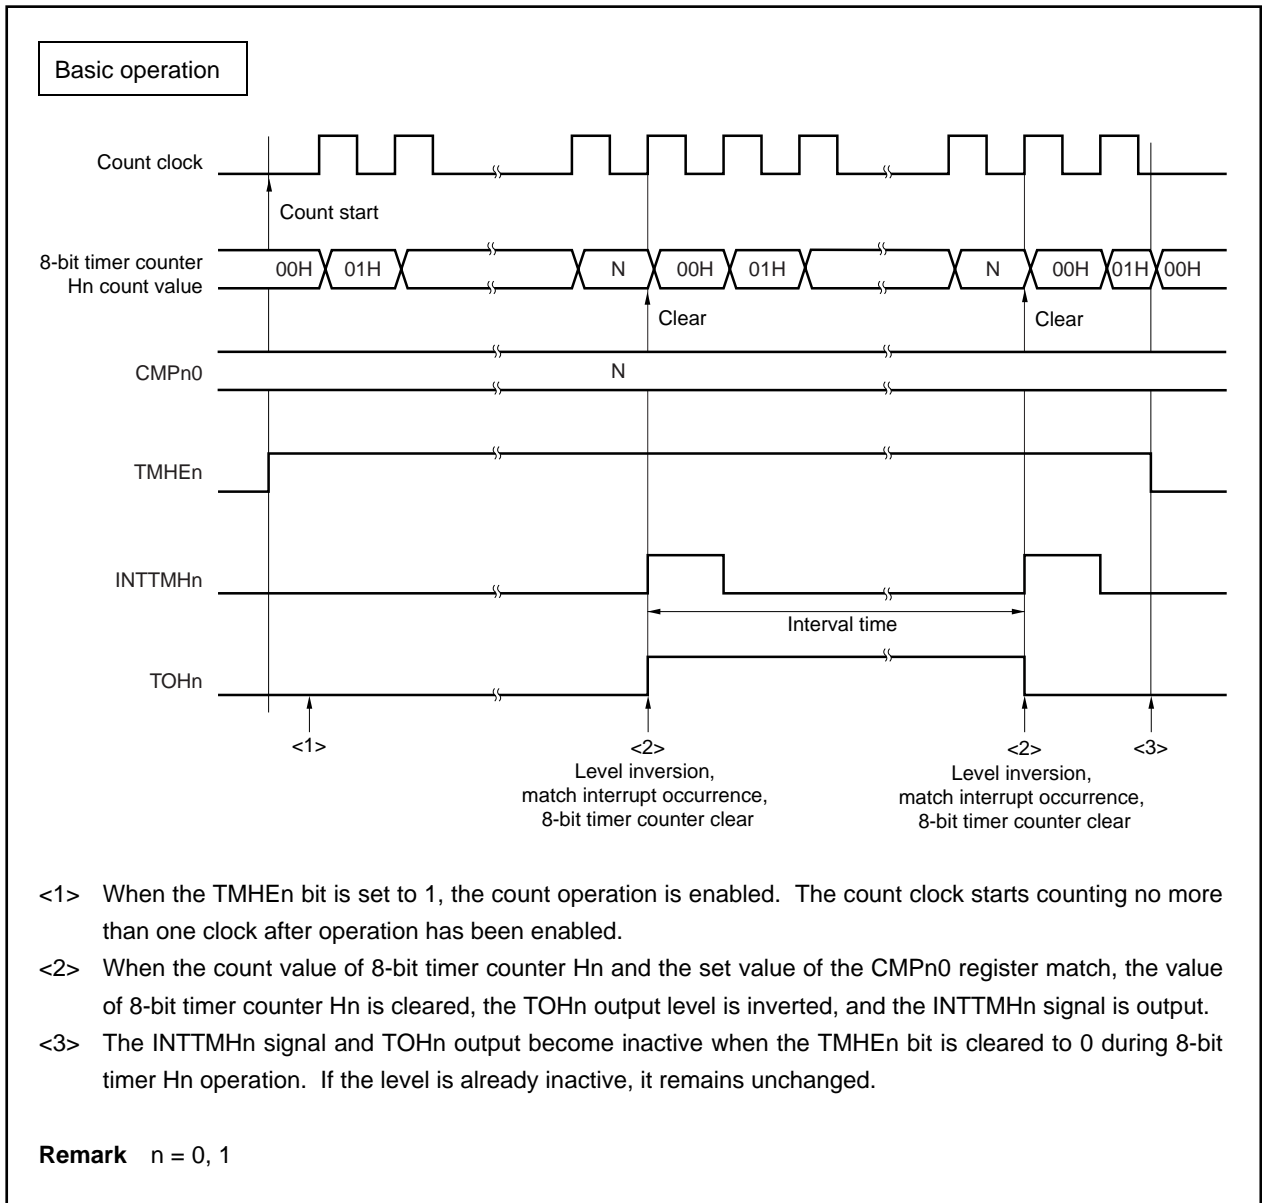 Basic operation
Count clock
Count start
8-bit timer counter
Hn count value
00H 01H N 00H 01H N 00H 01H 00H
Clear Clear
CMPn0 N
TMHEn
INTTMHn
Interval time
TOHn
<1> <2> <2> <3>
Level inversion, Level inversion,
match interrupt occurrence, match interrupt occurrence,
8-bit timer counter clear 8-bit timer counter clear
<1> When the TMHEn bit is set to 1, the count operation is enabled. The count clock starts counting no more
than one clock after operation has been enabled.
<2> When the count value of 8-bit timer counter Hn and the set value of the CMPn0 register match, the value
of 8-bit timer counter Hn is cleared, the TOHn output level is inverted, and the INTTMHn signal is output.
<3> The INTTMHn signal and TOHn output become inactive when the TMHEn bit is cleared to 0 during 8-bit
timer Hn operation. If the level is already inactive, it remains unchanged.
Remark n = 0, 1